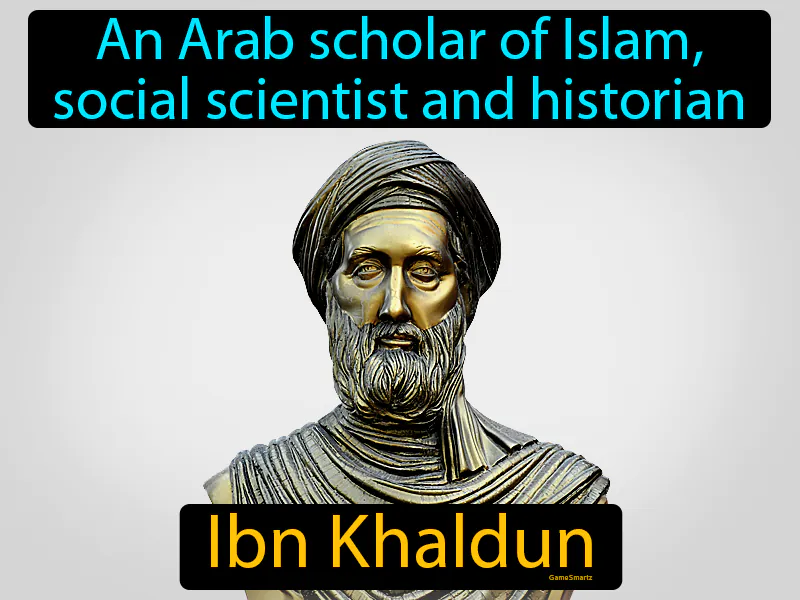 An Arab scholar of Islam,
social scientist and historian
Ibn Khaldun
GameSmartz